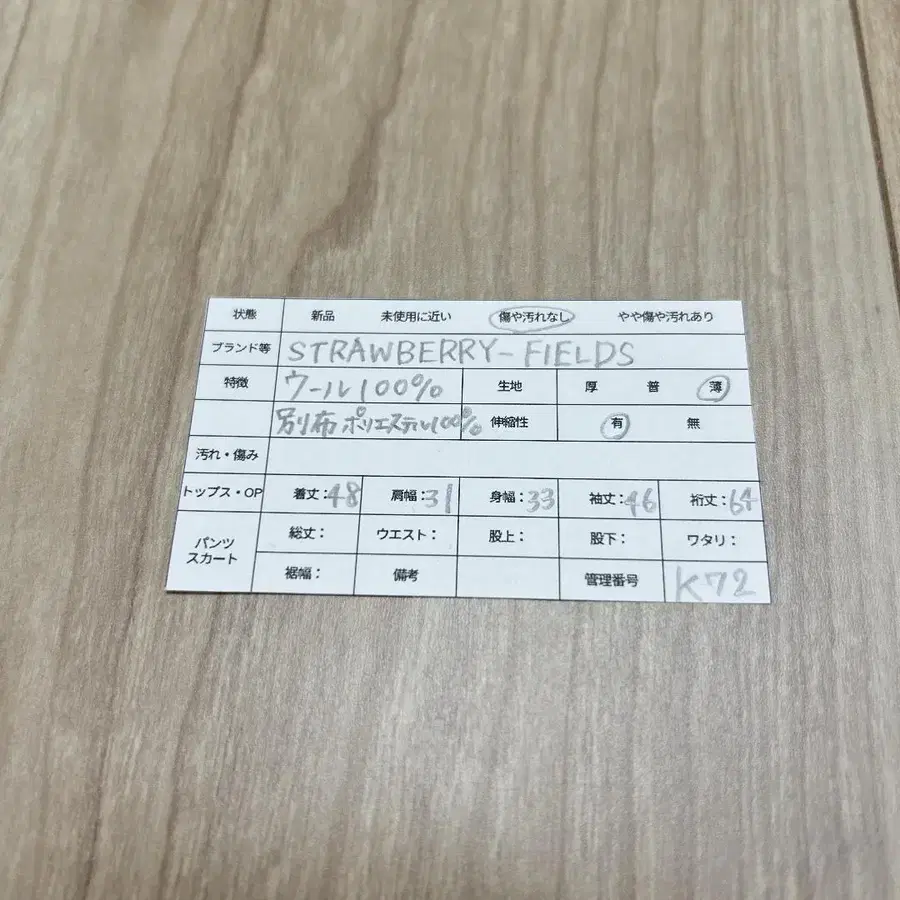 状態 新品 未使用に近い 傷や汚れなし やや傷や汚れあり
ブランド等 STRAWBERRY-FIELDS
特徴 ウール100% 生地 厚 普 薄
別布 ポリエステル100% 伸縮性 有 無
汚れ・傷み
トップス・OP 着丈:48 肩幅:31 身幅:33 袖丈:46 裄丈:64
パンツ スカート 総丈: ウエスト: 股上: 股下: ワタリ:
裾幅: 備考 管理番号 K72